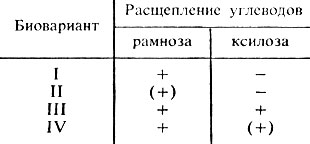 Биовариант Расщепление углеводов
рамноза ксилоза
I + −
II (+) −
III + +
IV + (+)